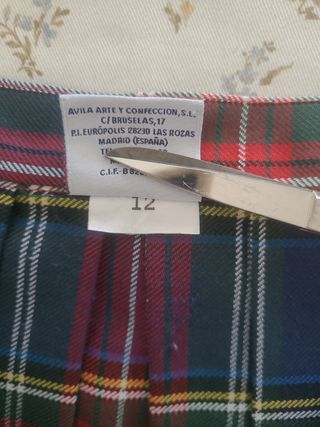 AVILA ARTE Y CONFECCION, S.L.
C/BRUSELAS, 17
P.I. EURÓPOLIS 28230 LAS ROZAS
MADRID (ESPAÑA)
C.I.F.-B
12